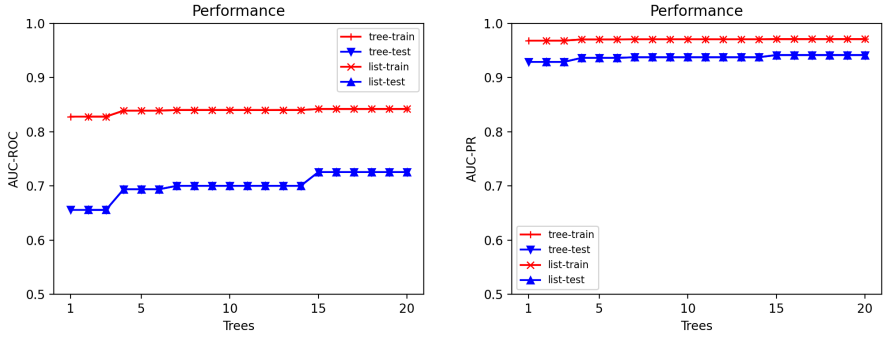 Performance
AUC-ROC
1.0
0.9
0.8
0.7
0.6
0.5
tree-train
tree-test
list-train
list-test
1
5
10
15
20
Trees
Performance
AUC-PR
1.0
0.9
0.8
0.7
0.6
0.5
tree-train
tree-test
list-train
list-test
1
5
10
15
20
Trees